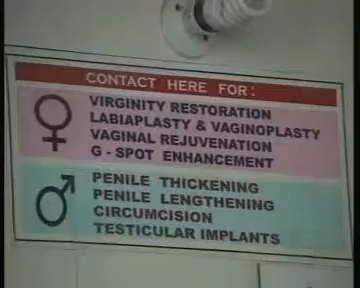 CONTACT HERE FOR:
VIRGINITY RESTORATION
LABIAPLASTY & VAGINOPLASTY
VAGINAL REJUVENATION
G - SPOT ENHANCEMENT
PENILE THICKENING
PENILE LENGTHENING
CIRCUMCISION
TESTICULAR IMPLANTS